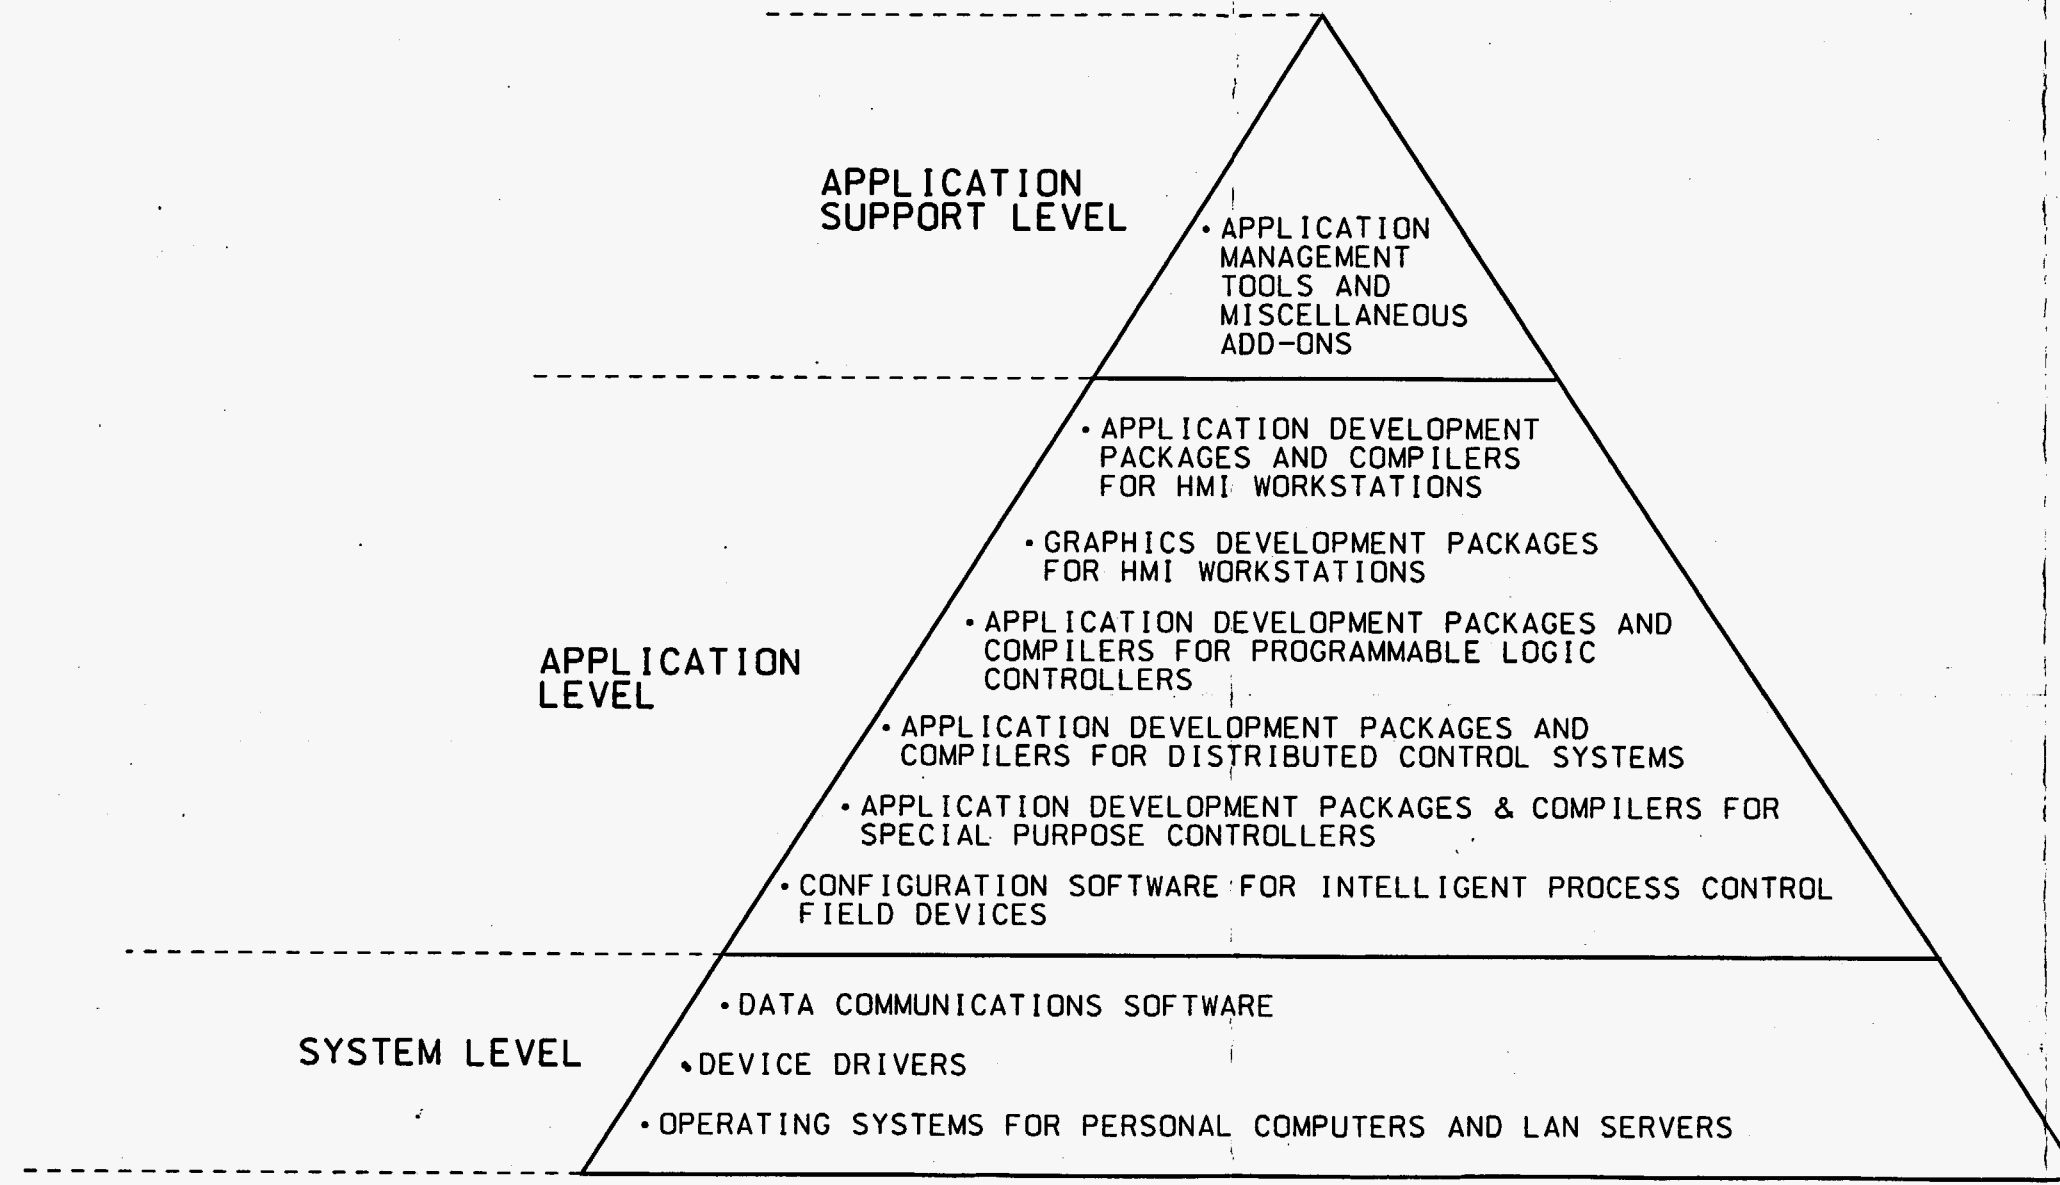 APPLICATION
SUPPORT LEVEL
• APPLICATION
MANAGEMENT
TOOLS AND
MISCELLANEOUS
ADD-ONS
• APPLICATION DEVELOPMENT
PACKAGES AND COMPILERS
FOR HMI WORKSTATIONS
• GRAPHICS DEVELOPMENT PACKAGES
FOR HMI WORKSTATIONS
• APPLICATION DEVELOPMENT PACKAGES AND
COMPILERS FOR PROGRAMMABLE LOGIC
CONTROLLERS
APPLICATION
LEVEL
• APPLICATION DEVELOPMENT PACKAGES AND
COMPILERS FOR DISTRIBUTED CONTROL SYSTEMS
• APPLICATION DEVELOPMENT PACKAGES & COMPILERS FOR
SPECIAL PURPOSE CONTROLLERS
• CONFIGURATION SOFTWARE FOR INTELLIGENT PROCESS CONTROL
FIELD DEVICES
• DATA COMMUNICATIONS SOFTWARE
SYSTEM LEVEL
• DEVICE DRIVERS
• OPERATING SYSTEMS FOR PERSONAL COMPUTERS AND LAN SERVERS